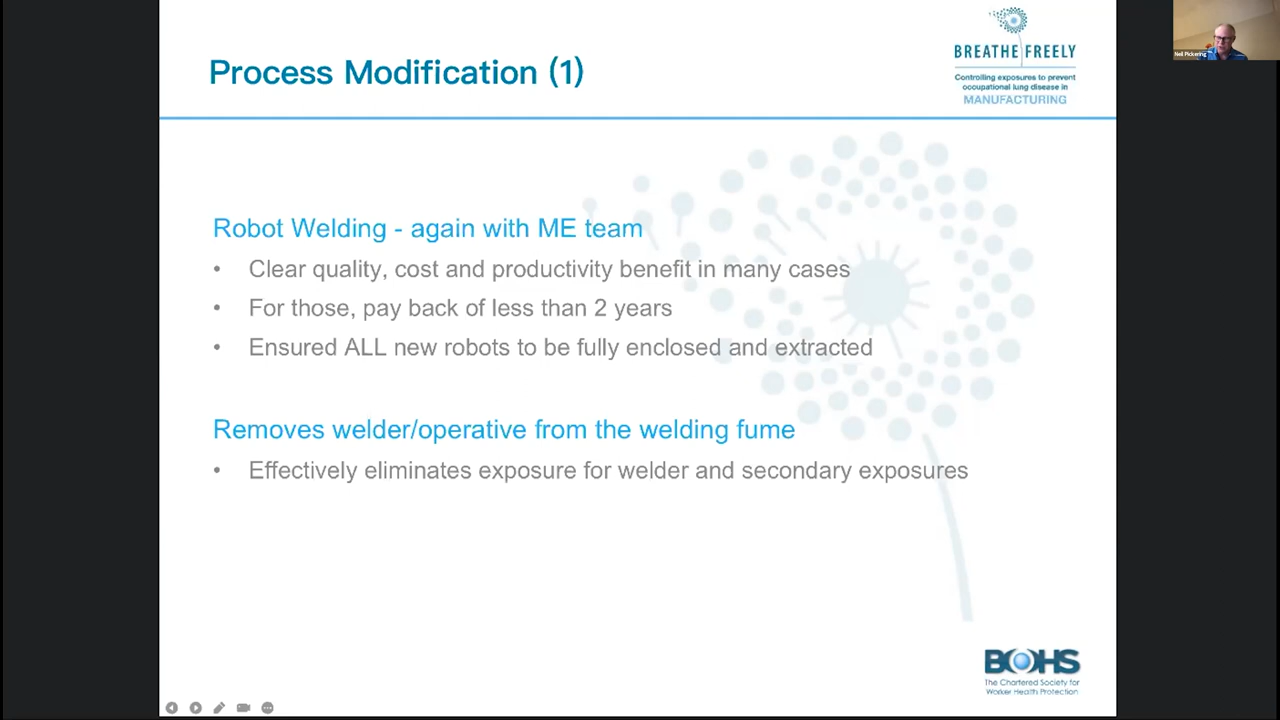 Process Modification (1)
BREATHE FREELY
Controlling exposures to prevent
occupational lung disease in
MANUFACTURING
Neil Pickering
Robot Welding - again with ME team
• Clear quality, cost and productivity benefit in many cases
• For those, pay back of less than 2 years
• Ensured ALL new robots to be fully enclosed and extracted
Removes welder/operative from the welding fume
• Effectively eliminates exposure for welder and secondary exposures
BOHS
The Chartered Society for
Worker Health Protection